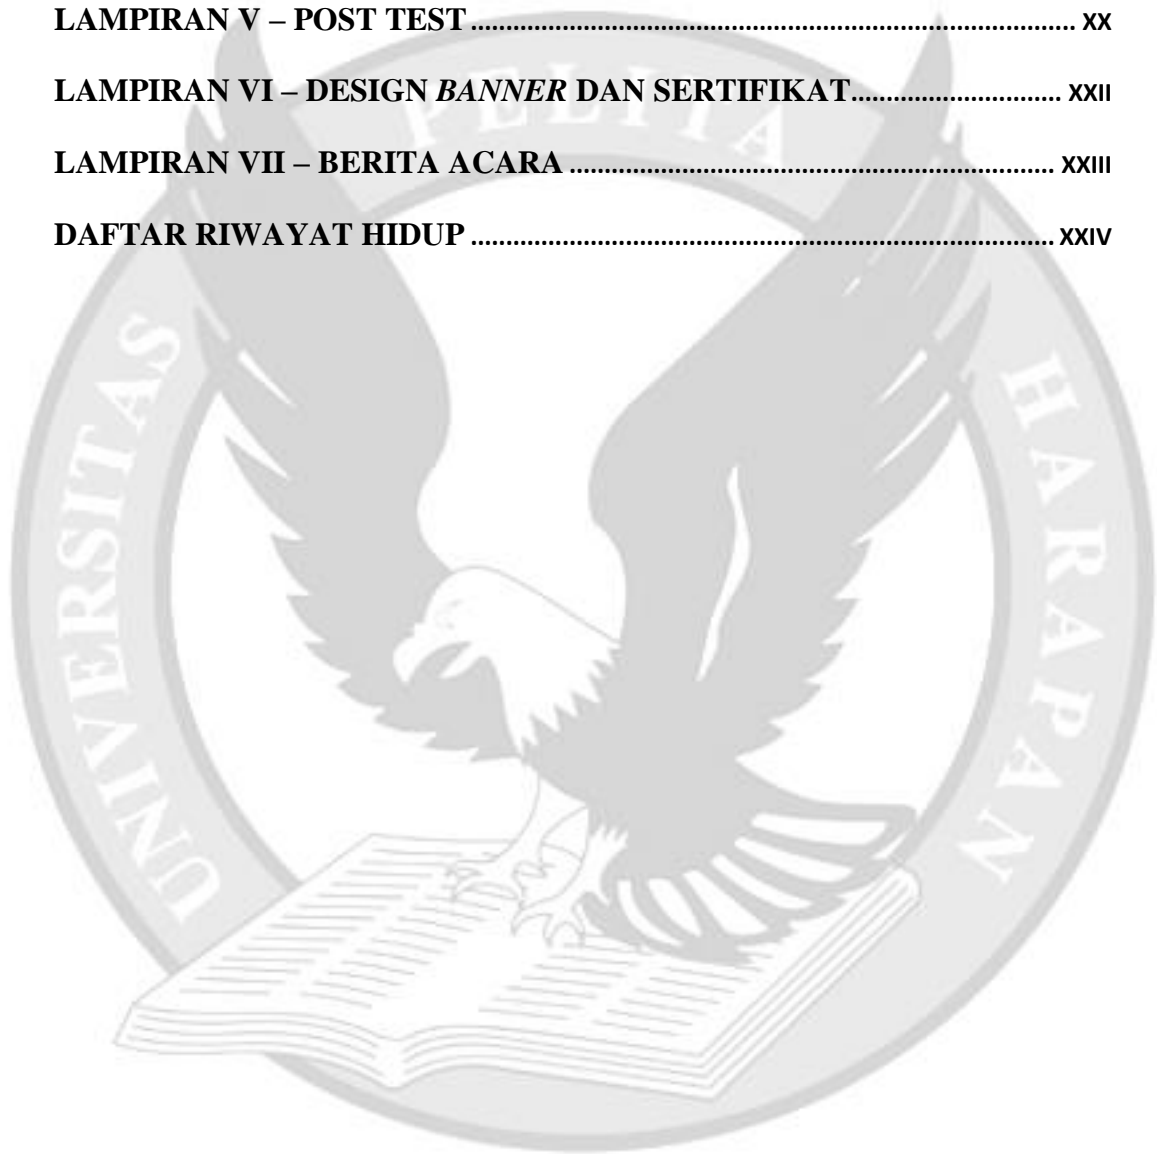 LAMPIRAN V – POST TEST ........................................................................................ XX
LAMPIRAN VI – DESIGN BANNER DAN SERTIFIKAT.............................. XXII
LAMPIRAN VII – BERITA ACARA ...................................................................... XXIII
DAFTAR RIWAYAT HIDUP .................................................................................... XXIV
UNIVERSITAS PELITA HARAPAN